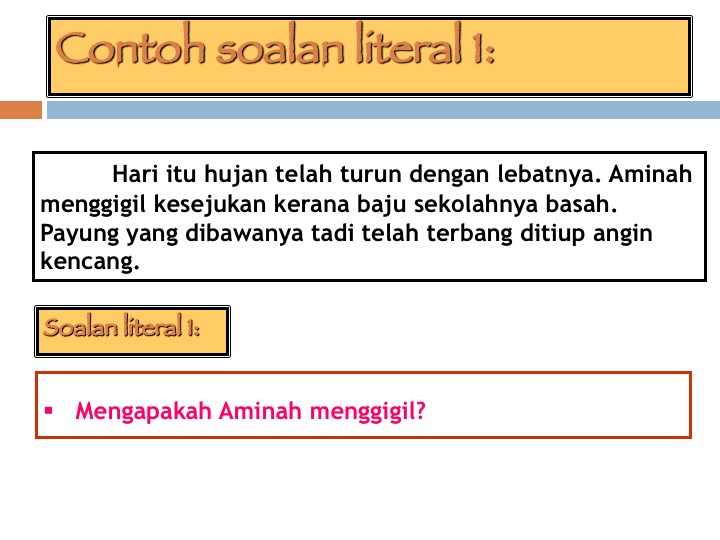 Contoh soalan literal 1:
Hari itu hujan telah turun dengan lebatnya. Aminah
menggigil kesejukan kerana baju sekolahnya basah.
Payung yang dibawanya tadi telah terbang ditiup angin
kencang.
Soalan literal 1:
▪ Mengapakah Aminah menggigil?